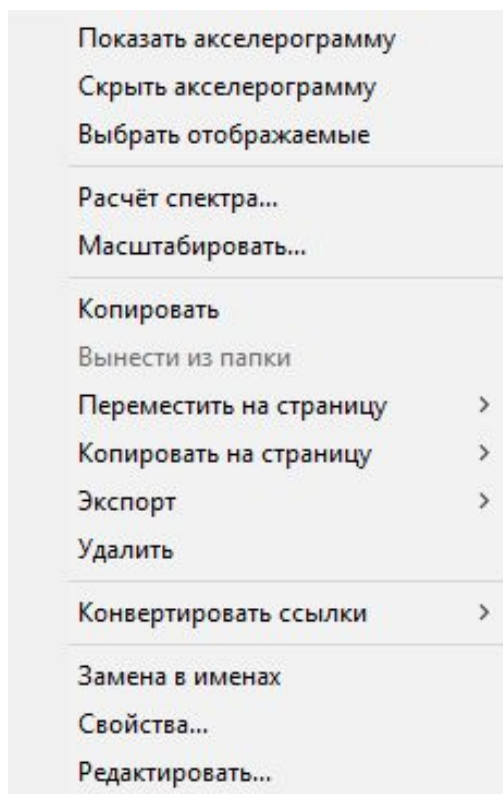 Показать акселерограмму
Скрыть акселерограмму
Выбрать отображаемые
Расчёт спектра...
Масштабировать...
Копировать
Вынести из папки
Переместить на страницу
Копировать на страницу
Экспорт
Удалить
Конвертировать ссылки
Замена в именах
Свойства...
Редактировать...